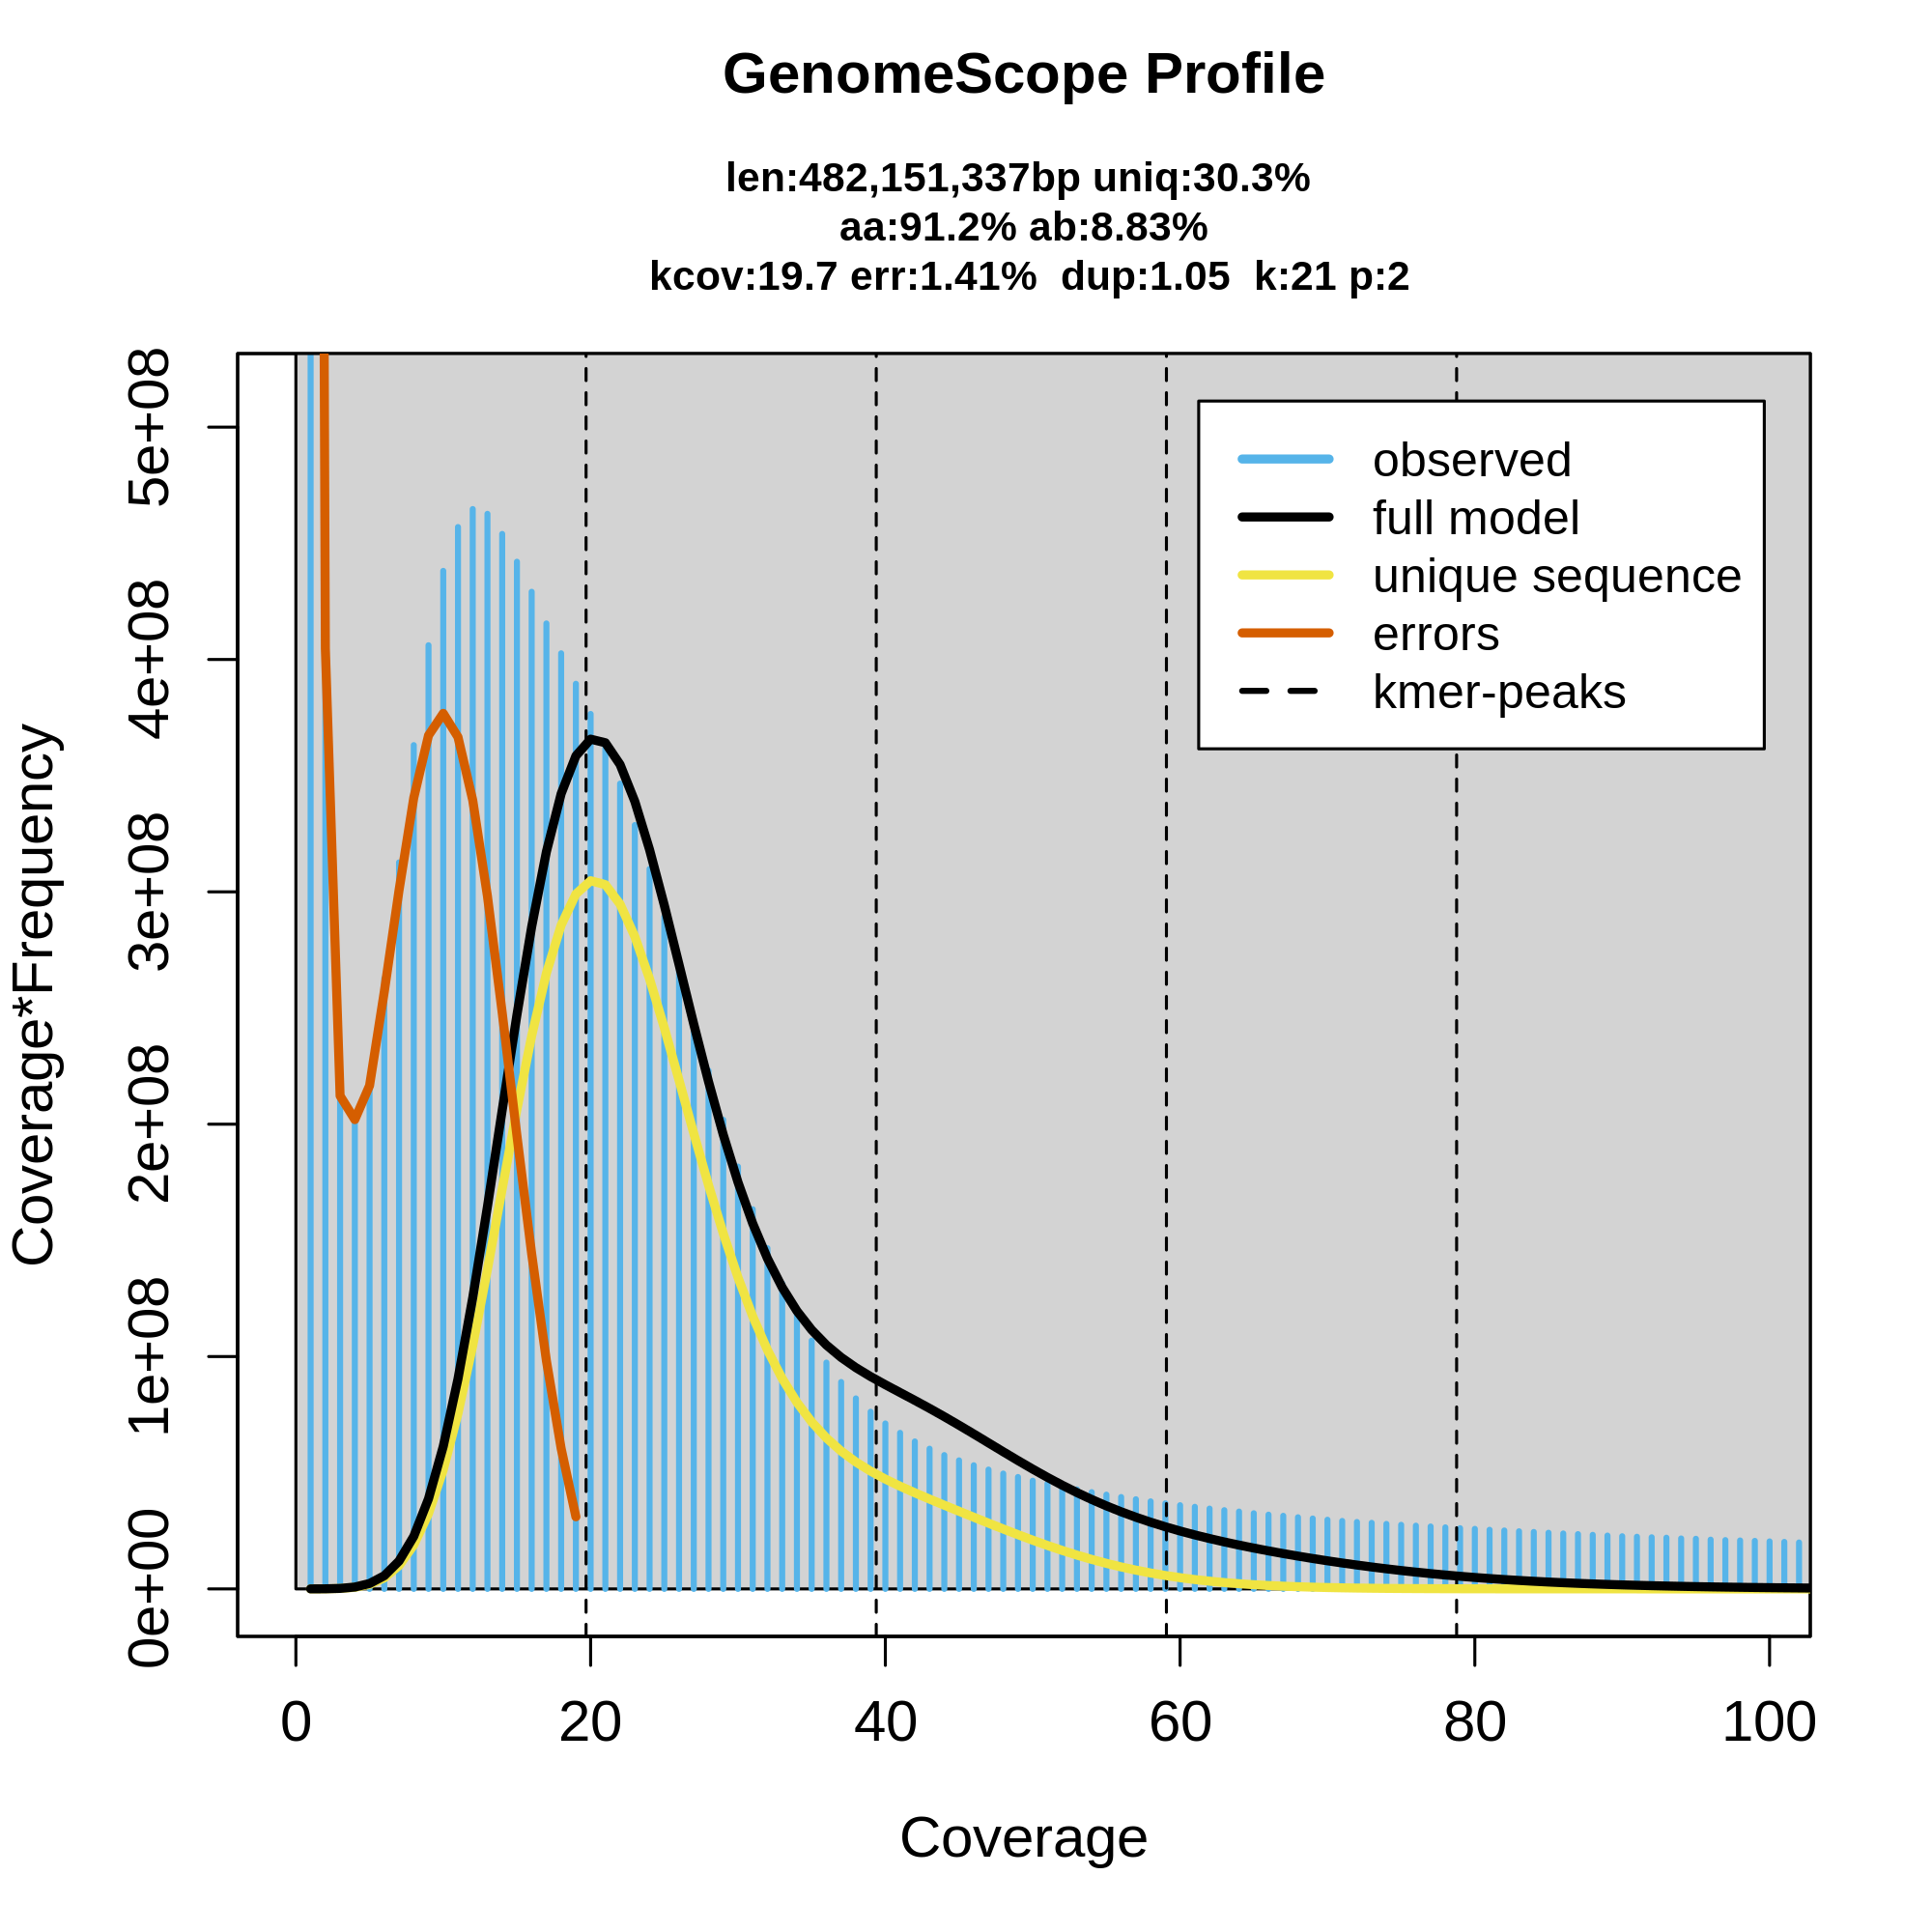 GenomeScope Profile
len:482,151,337bp uniq:30.3%
aa:91.2% ab:8.83%
kcov:19.7 err:1.41%  dup:1.05  k:21 p:2
observed
full model
unique sequence
errors
kmer-peaks
Coverage*Frequency
5e+08
4e+08
3e+08
2e+08
1e+08
0e+00
0 20 40 60 80 100
Coverage